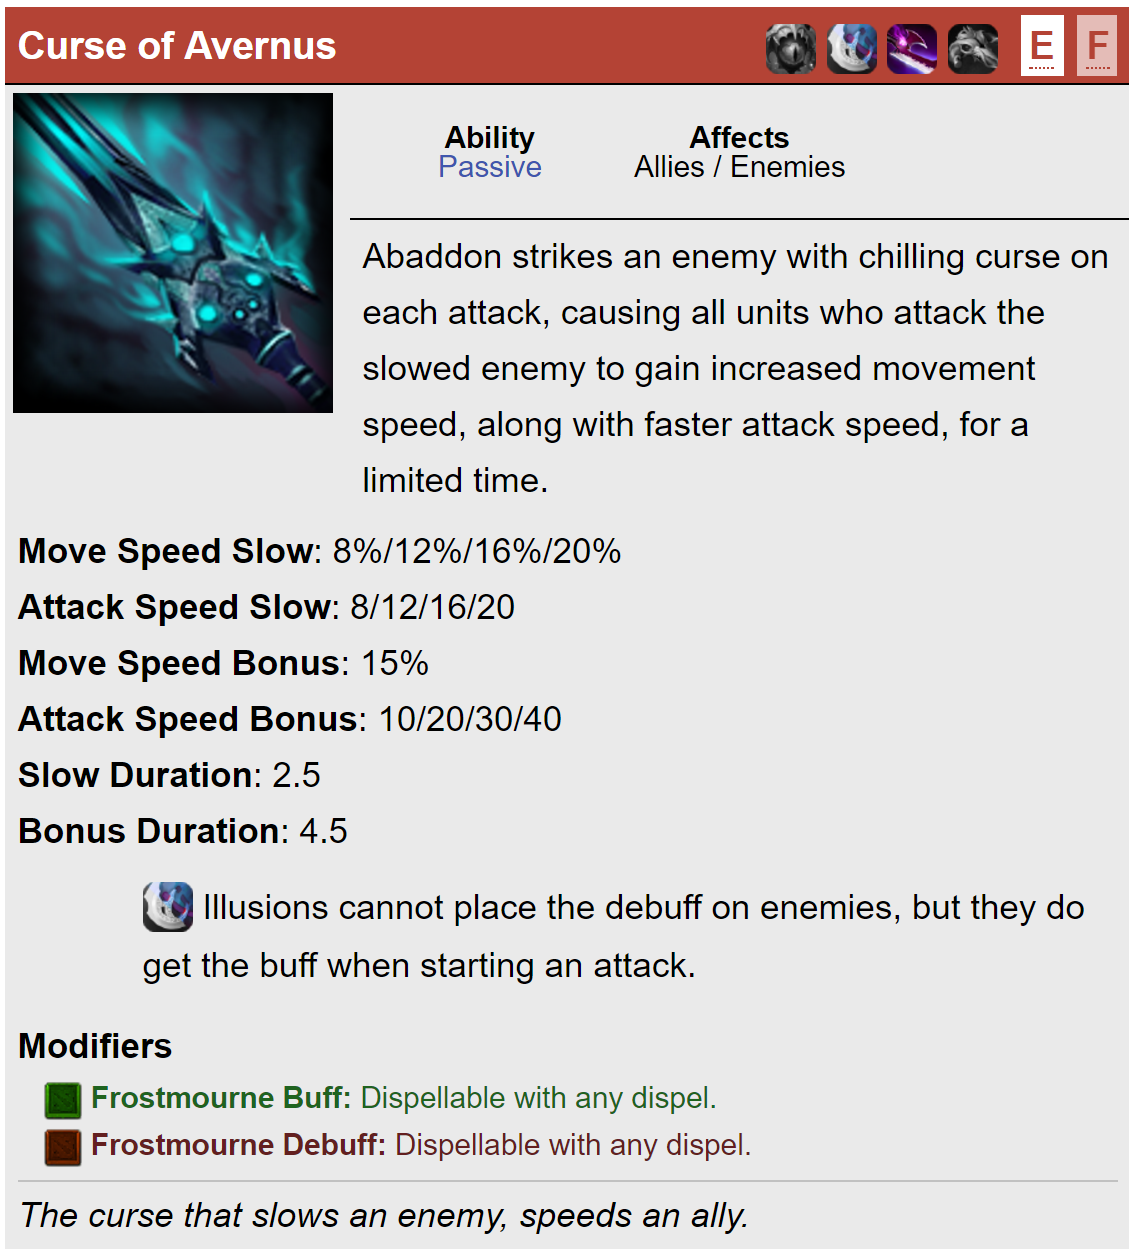 Curse of Avernus
E F
Ability
Passive
Affects
Allies / Enemies
Abaddon strikes an enemy with chilling curse on
each attack, causing all units who attack the
slowed enemy to gain increased movement
speed, along with faster attack speed, for a
limited time.
Move Speed Slow: 8%/12%/16%/20%
Attack Speed Slow: 8/12/16/20
Move Speed Bonus: 15%
Attack Speed Bonus: 10/20/30/40
Slow Duration: 2.5
Bonus Duration: 4.5
Illusions cannot place the debuff on enemies, but they do
get the buff when starting an attack.
Modifiers
Frostmourne Buff: Dispellable with any dispel.
Frostmourne Debuff: Dispellable with any dispel.
The curse that slows an enemy, speeds an ally.